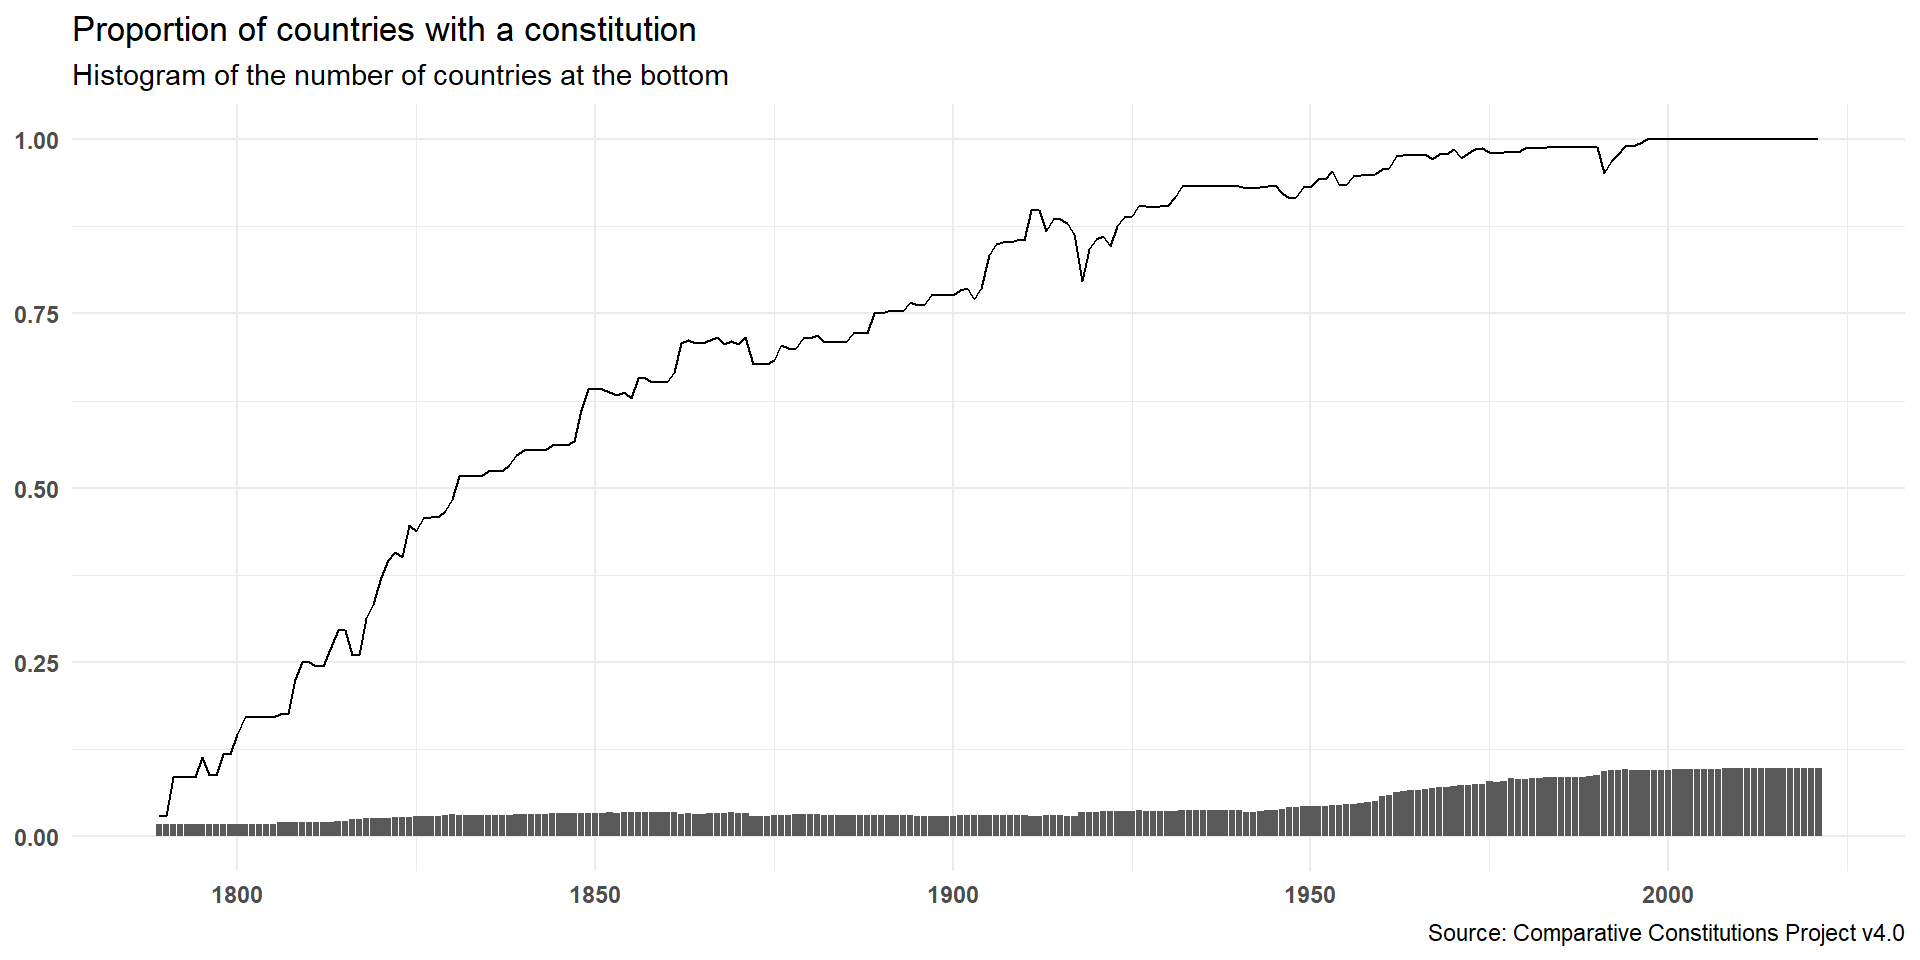 Proportion of countries with a constitution
Histogram of the number of countries at the bottom
1.00
0.75
0.50
0.25
0.00
1800 1850 1900 1950 2000
Source: Comparative Constitutions Project v4.0